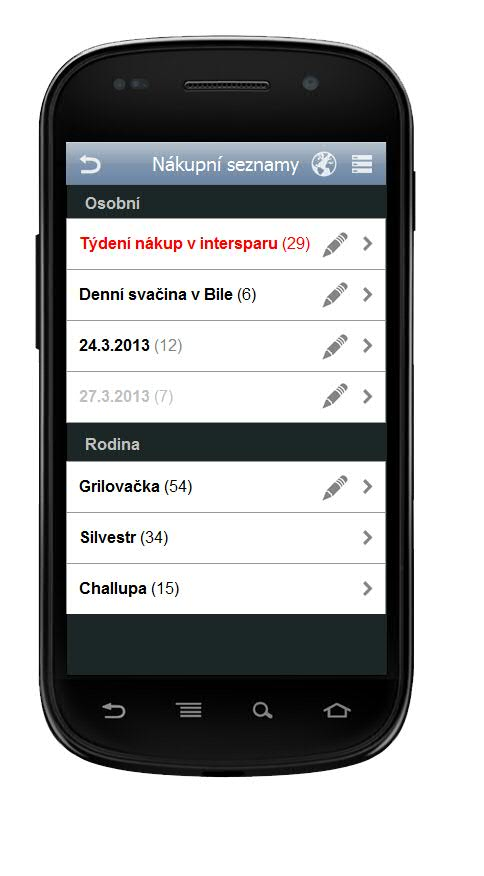 Nákupní seznamy
Osobní
Týdení nákup v intersparu (29)
Denní svačina v Bile (6)
24.3.2013 (12)
27.3.2013 (7)
Rodina
Grilovačka (54)
Silvestr (34)
Challupa (15)